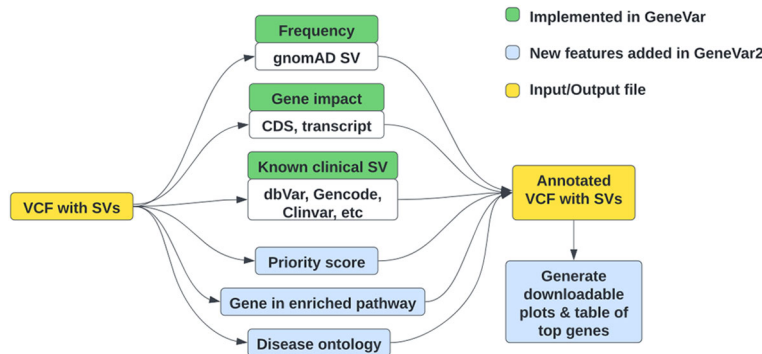 Frequency
gnomAD SV
Gene impact
CDS, transcript
Known clinical SV
dbVar, Gencode,
Clinvar, etc
VCF with SVs
Priority score
Gene in enriched pathway
Disease ontology
Annotated
VCF with SVs
Generate
downloadable
plots & table of
top genes
Implemented in GeneVar
New features added in GeneVar2
Input/Output file